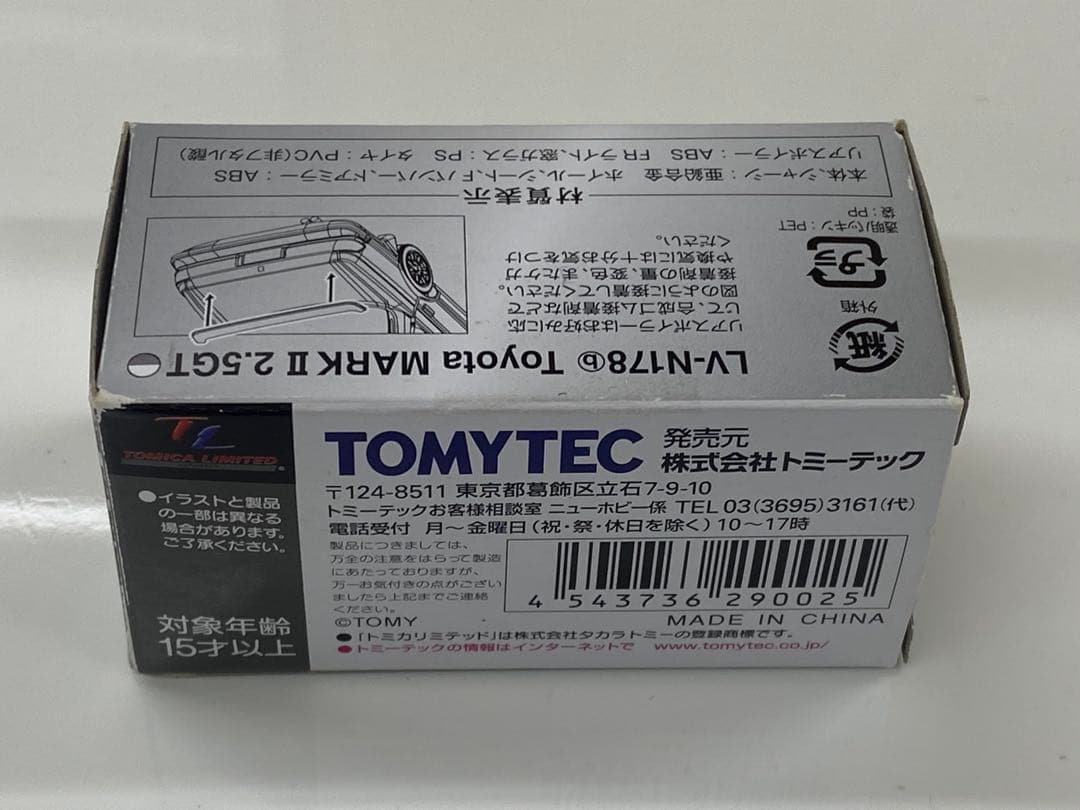 LV-N178ⓑ Toyota MARK Ⅱ 2.5GT
リアスポイラーはお好みに応
じて、合成ゴム接着剤などで
図のように接着してください。
接着剤の量、変色、またケガ
や換気には十分お気をつけ
ください。
紙
外箱
プラ
透明パッキン：PET
袋：PP
材質表示
本体、シャーシ：亜鉛合金 ホイール、シート、Fバンパー、ドアミラー：ABS
リアスポイラー：ABS FRライト、窓ガラス：PS タイヤ：PVC(非フタル酸)
TL
TOMICA LIMITED
●イラストと製品
の一部は異なる
場合があります。
ご了承ください。
対象年齢
15才以上
TOMYTEC 発売元
株式会社トミーテック
〒124-8511 東京都葛飾区立石7-9-10
トミーテックお客様相談室 ニューホビー係 TEL 03(3695)3161(代)
電話受付 月～金曜日(祝・祭・休日を除く)10～17時
製品につきましては、
万全の注意をはらって製造
にあたっておりますが、
万一お気付きの点がござい
ましたら上記までご連絡
ください。
4 543736 290025
©TOMY MADE IN CHINA
●「トミカリミテッド」は株式会社タカラトミーの登録商標です。
●トミーテックの情報はインターネットで www.tomytec.co.jp/